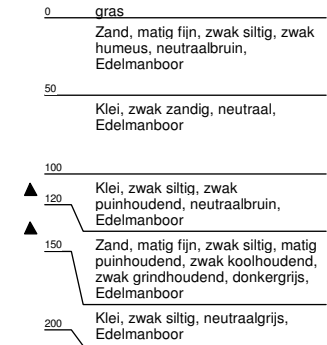 0 gras
Zand, matig fijn, zwak siltig, zwak
humeus, neutraalbruin,
Edelmanboor
50
Klei, zwak zandig, neutraal,
Edelmanboor
100
Klei, zwak siltig, zwak
120 puinhoudend, neutraalbruin,
Edelmanboor
150 Zand, matig fijn, zwak siltig, matig
puinhoudend, zwak koolhoudend,
zwak grindhoudend, donkergrijs,
Edelmanboor
Klei, zwak siltig, neutraalgrijs,
200 Edelmanboor